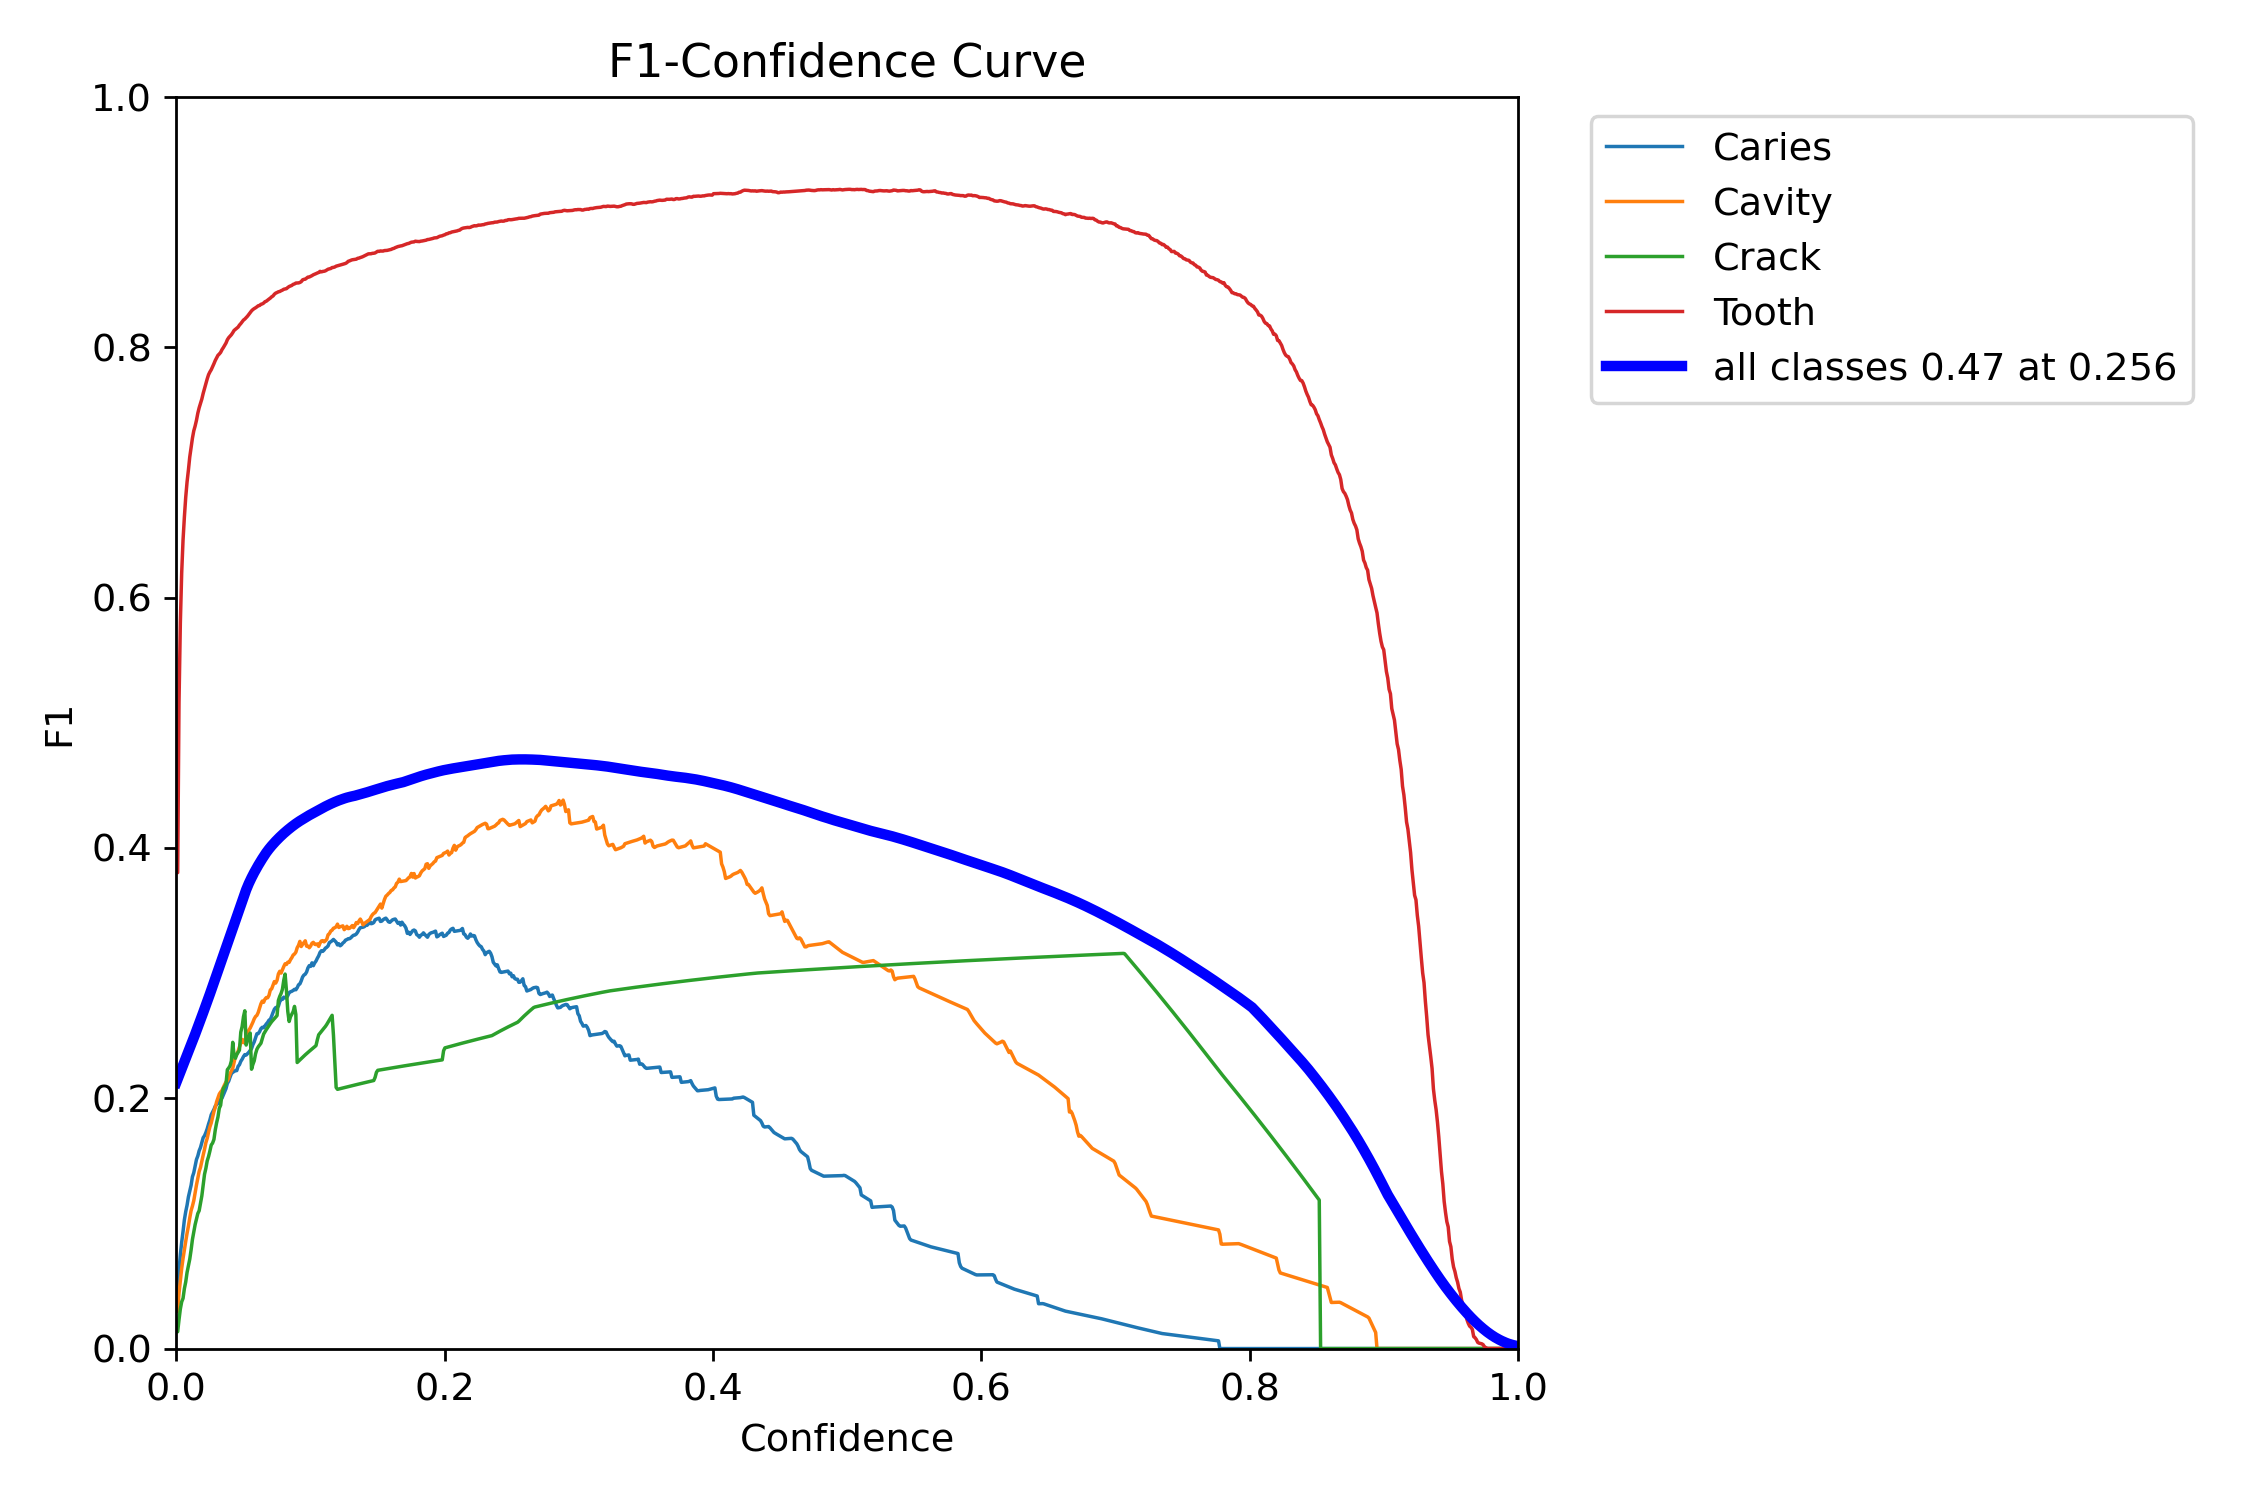 F1-Confidence Curve
1.0
0.8
0.6
0.4
0.2
0.0
F1
0.0 0.2 0.4 0.6 0.8 1.0
Confidence
Caries
Cavity
Crack
Tooth
all classes 0.47 at 0.256